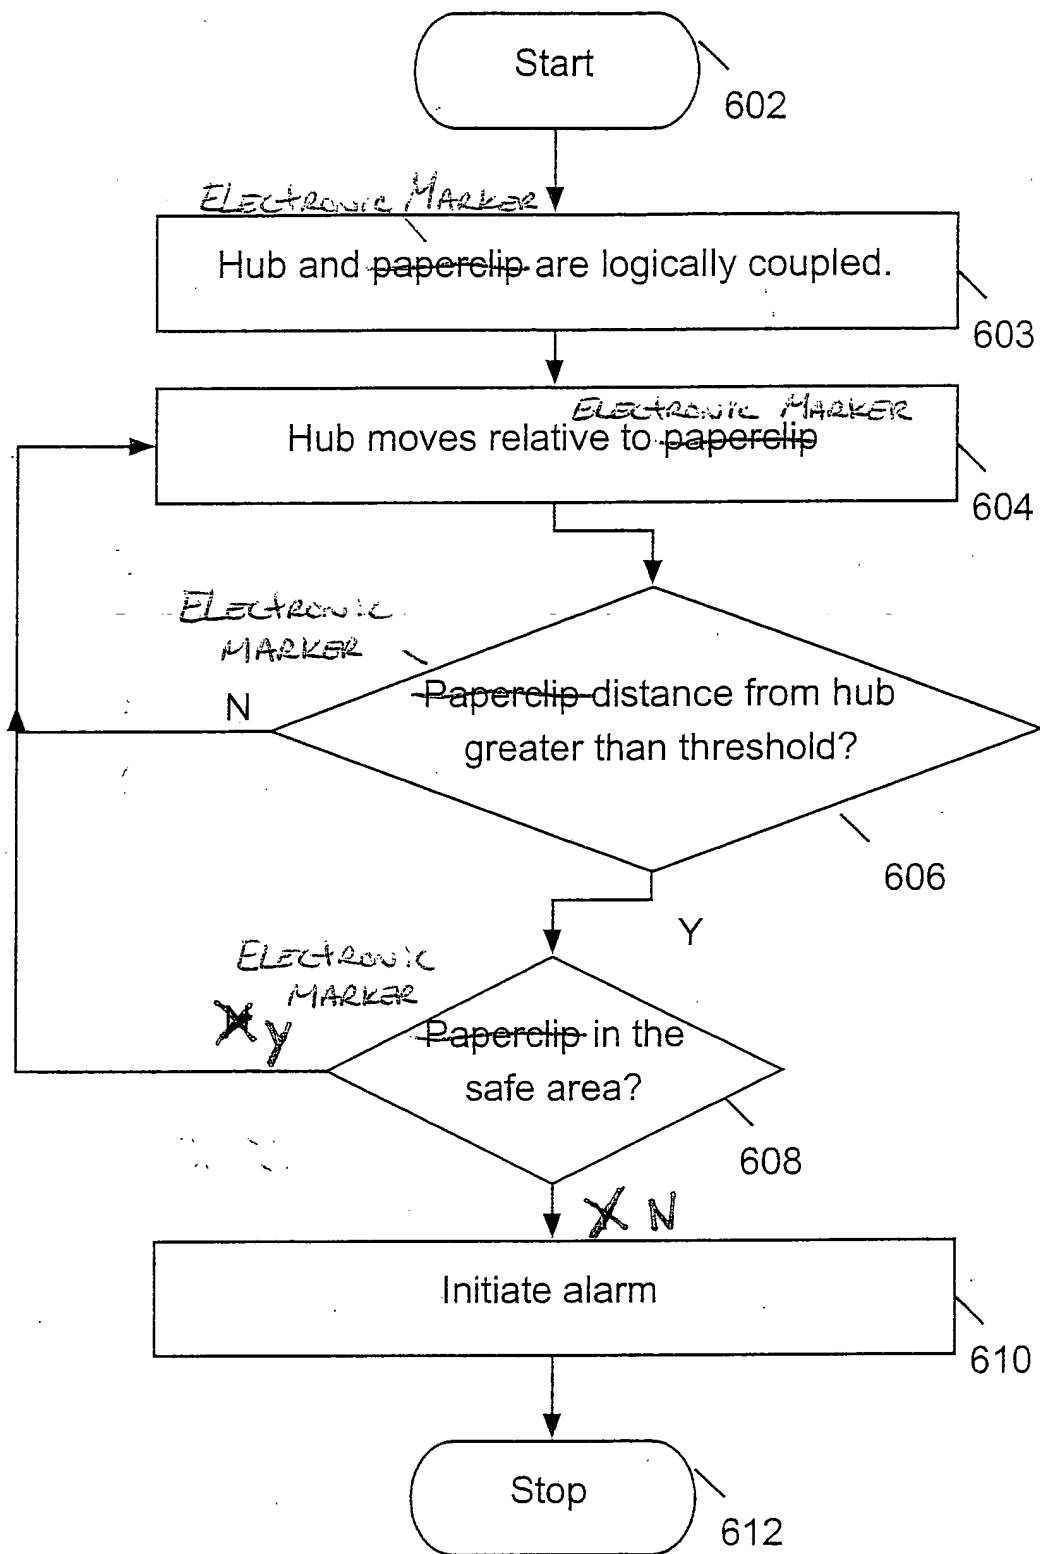 Start
602
ELECTRONIC MARKER
Hub and paperclip are logically coupled.
603
ELECTRONIC MARKER
Hub moves relative to paperclip
604
ELECTRONIC
MARKER
N
Paperclip distance from hub
greater than threshold?
606
Y
ELECTRONIC
MARKER
N Y
Paperclip in the
safe area?
608
Y N
Initiate alarm
610
Stop
612